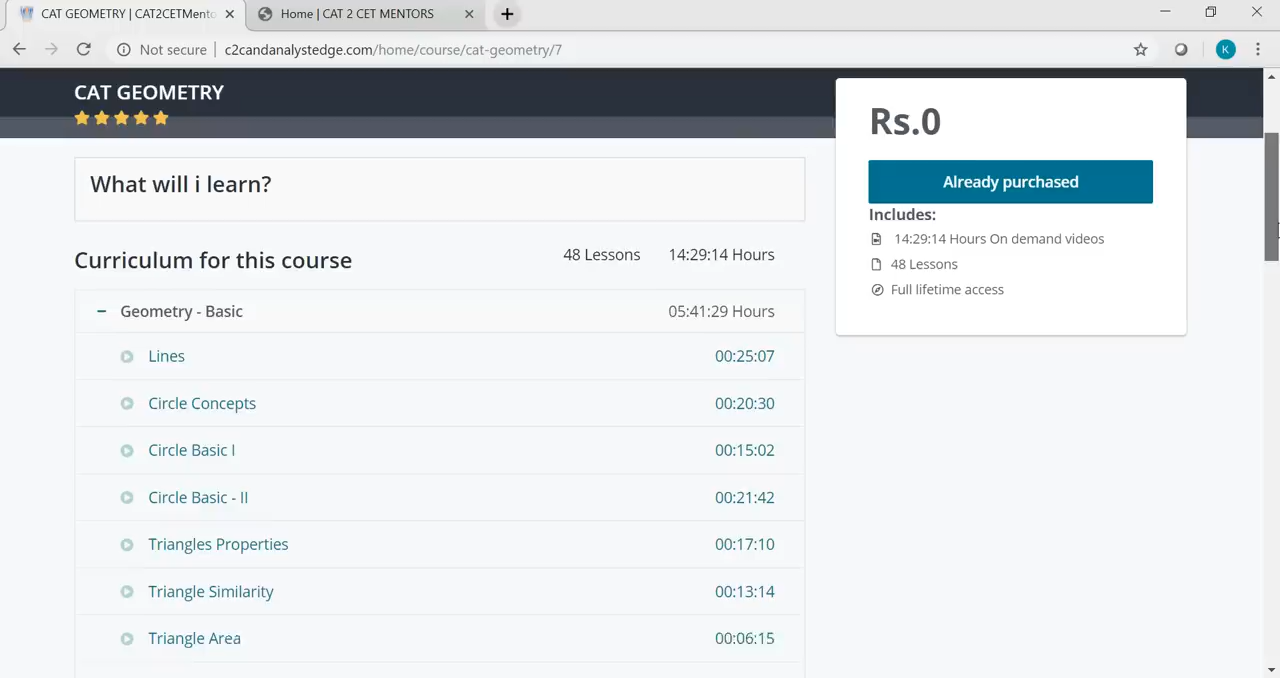 CAT GEOMETRY | CAT2CETMento
Home | CAT 2 CET MENTORS
Not secure | c2candanalystedge.com/home/course/cat-geometry/7
K
CAT GEOMETRY
Rs.0
Already purchased
Includes:
14:29:14 Hours On demand videos
48 Lessons
Full lifetime access
What will i learn?
Curriculum for this course 48 Lessons 14:29:14 Hours
Geometry - Basic 05:41:29 Hours
Lines 00:25:07
Circle Concepts 00:20:30
Circle Basic I 00:15:02
Circle Basic - II 00:21:42
Triangles Properties 00:17:10
Triangle Similarity 00:13:14
Triangle Area 00:06:15